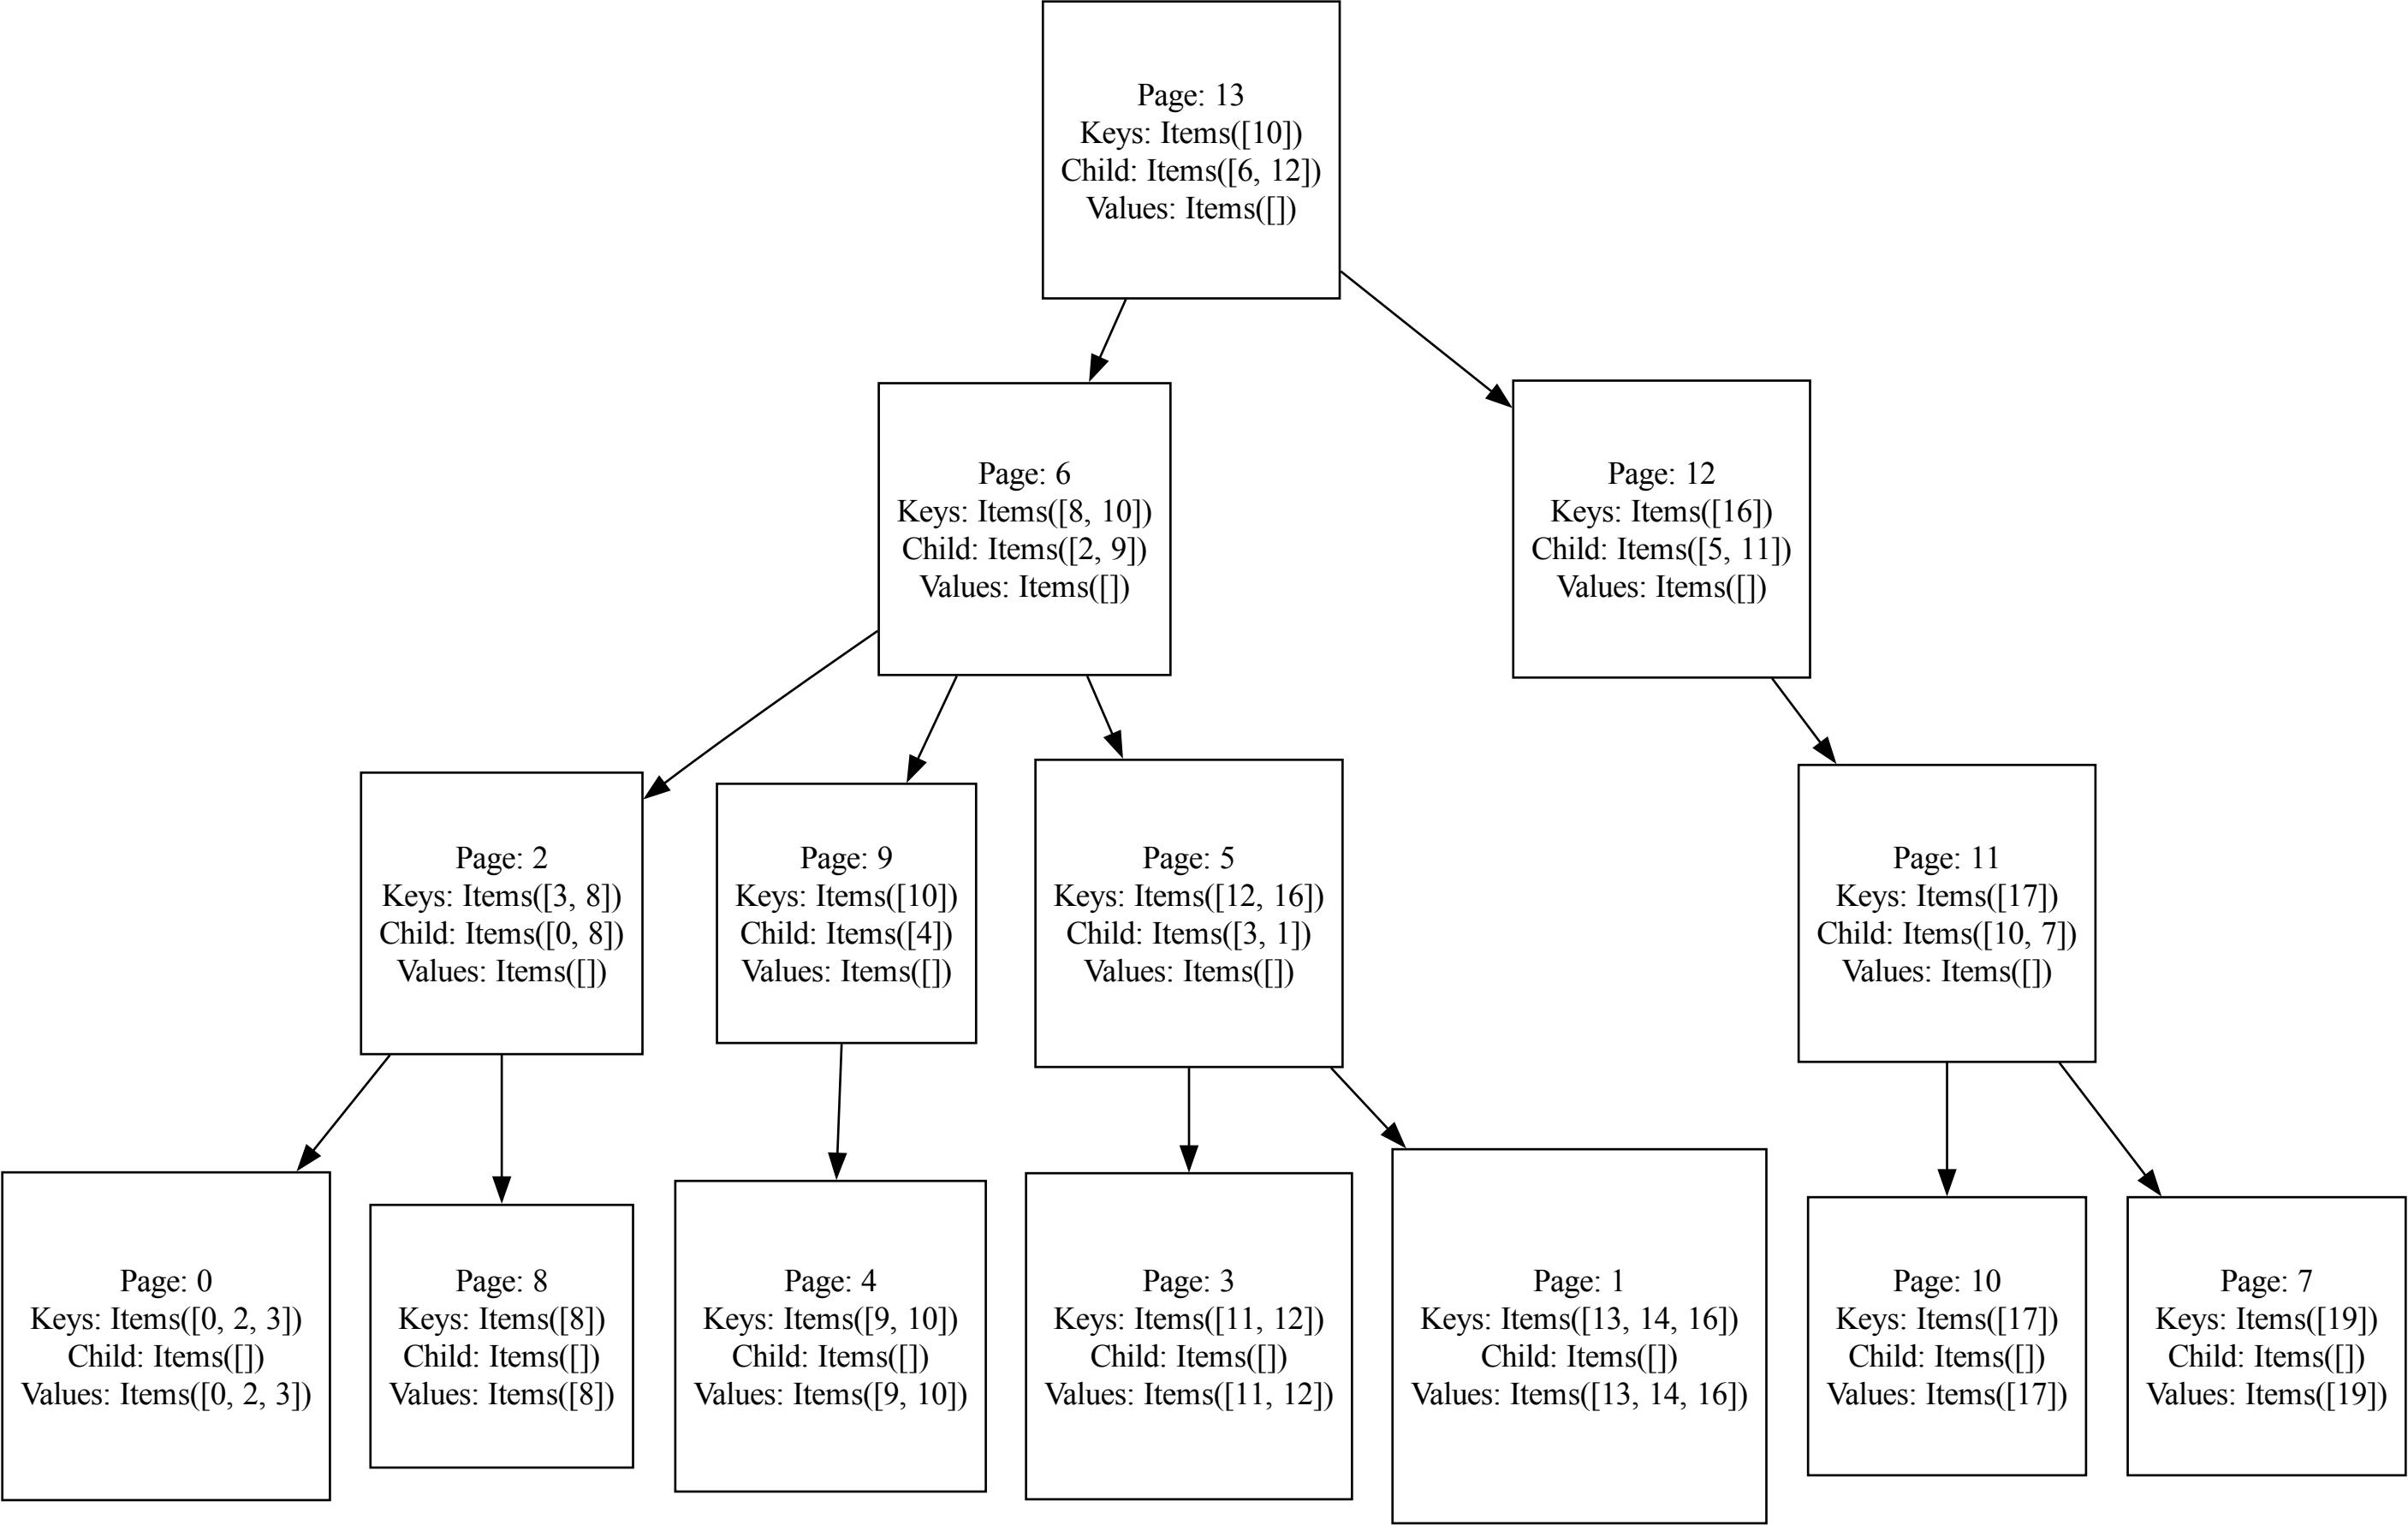 Page: 13
Keys: Items([10])
Child: Items([6, 12])
Values: Items([])
Page: 6
Keys: Items([8, 10])
Child: Items([2, 9])
Values: Items([])
Page: 12
Keys: Items([16])
Child: Items([5, 11])
Values: Items([])
Page: 2
Keys: Items([3, 8])
Child: Items([0, 8])
Values: Items([])
Page: 9
Keys: Items([10])
Child: Items([4])
Values: Items([])
Page: 5
Keys: Items([12, 16])
Child: Items([3, 1])
Values: Items([])
Page: 11
Keys: Items([17])
Child: Items([10, 7])
Values: Items([])
Page: 0
Keys: Items([0, 2, 3])
Child: Items([])
Values: Items([0, 2, 3])
Page: 8
Keys: Items([8])
Child: Items([])
Values: Items([8])
Page: 4
Keys: Items([9, 10])
Child: Items([])
Values: Items([9, 10])
Page: 3
Keys: Items([11, 12])
Child: Items([])
Values: Items([11, 12])
Page: 1
Keys: Items([13, 14, 16])
Child: Items([])
Values: Items([13, 14, 16])
Page: 10
Keys: Items([17])
Child: Items([])
Values: Items([17])
Page: 7
Keys: Items([19])
Child: Items([])
Values: Items([19])